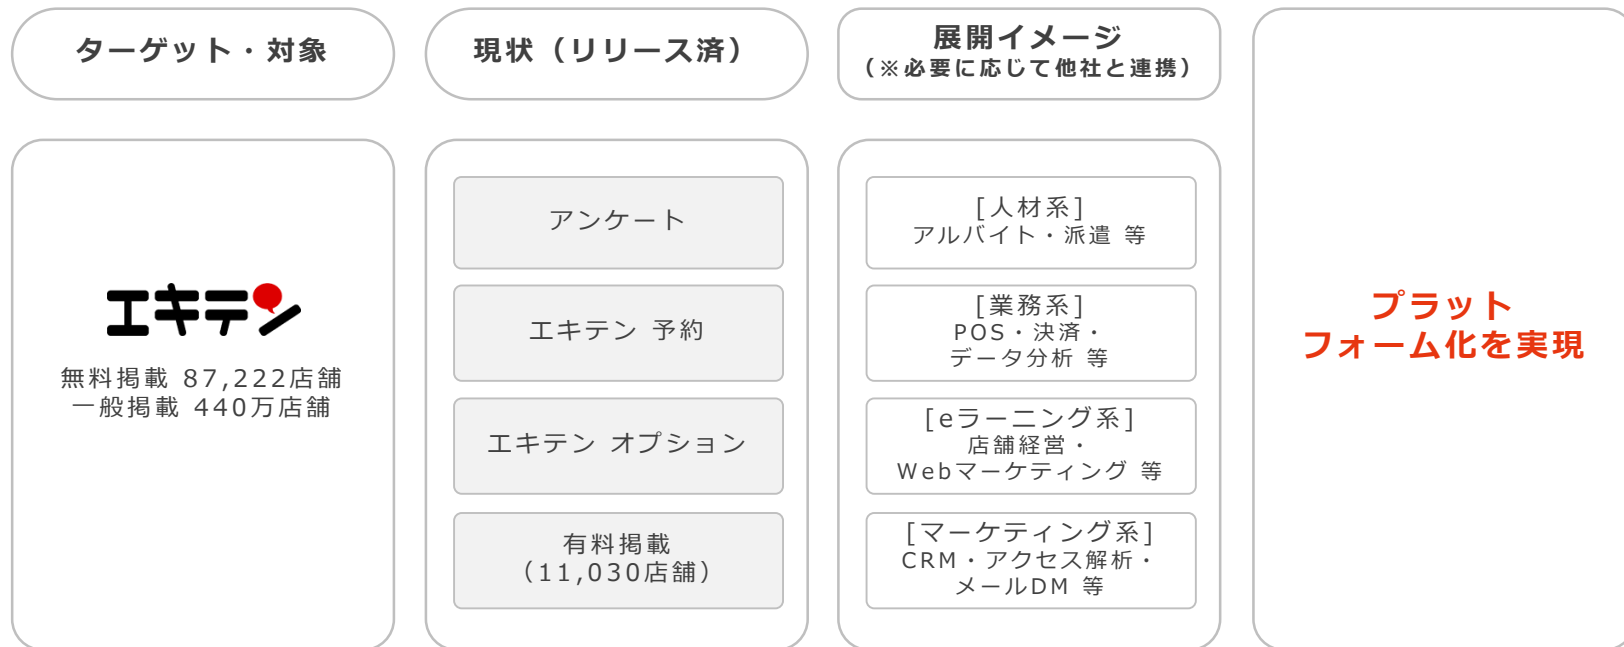 ターゲット・対象
現状（リリース済）
展開イメージ
（※必要に応じて他社と連携）
エキテン
無料掲載 87,222店舗
一般掲載 440万店舗
アンケート
エキテン 予約
エキテン オプション
有料掲載
（11,030店舗）
[人材系]
アルバイト・派遣 等
[業務系]
POS・決済・
データ分析 等
[eラーニング系]
店舗経営・
Webマーケティング 等
[マーケティング系]
CRM・アクセス解析・
メールDM 等
プラット
フォーム化を実現